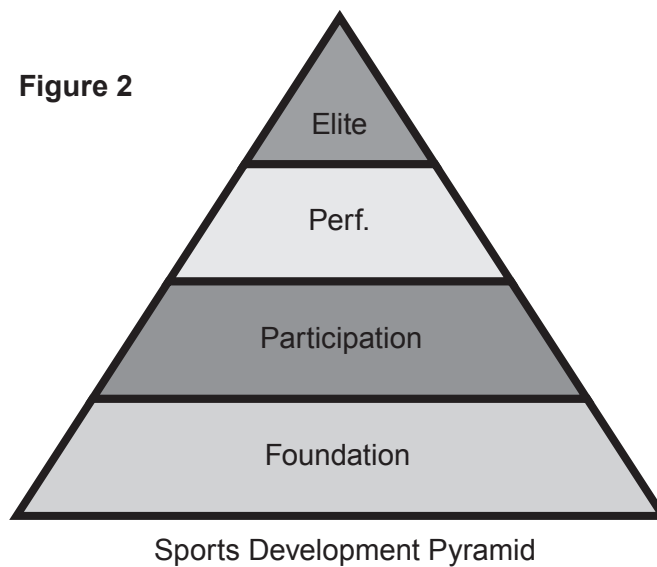 Figure 2
Elite
Perf.
Participation
Foundation
Sports Development Pyramid